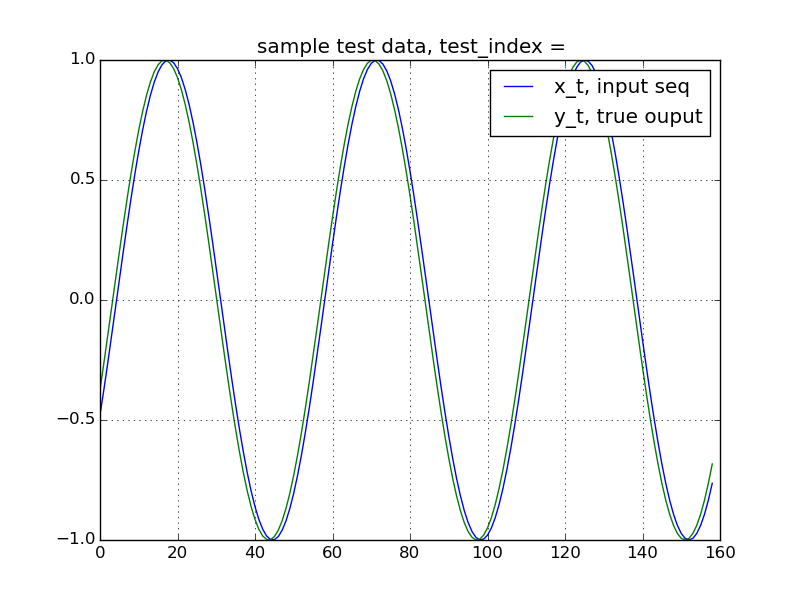 sample test data, test_index =
x_t, input seq
y_t, true ouput
1.0
0.5
0.0
−0.5
−1.0
0 20 40 60 80 100 120 140 160